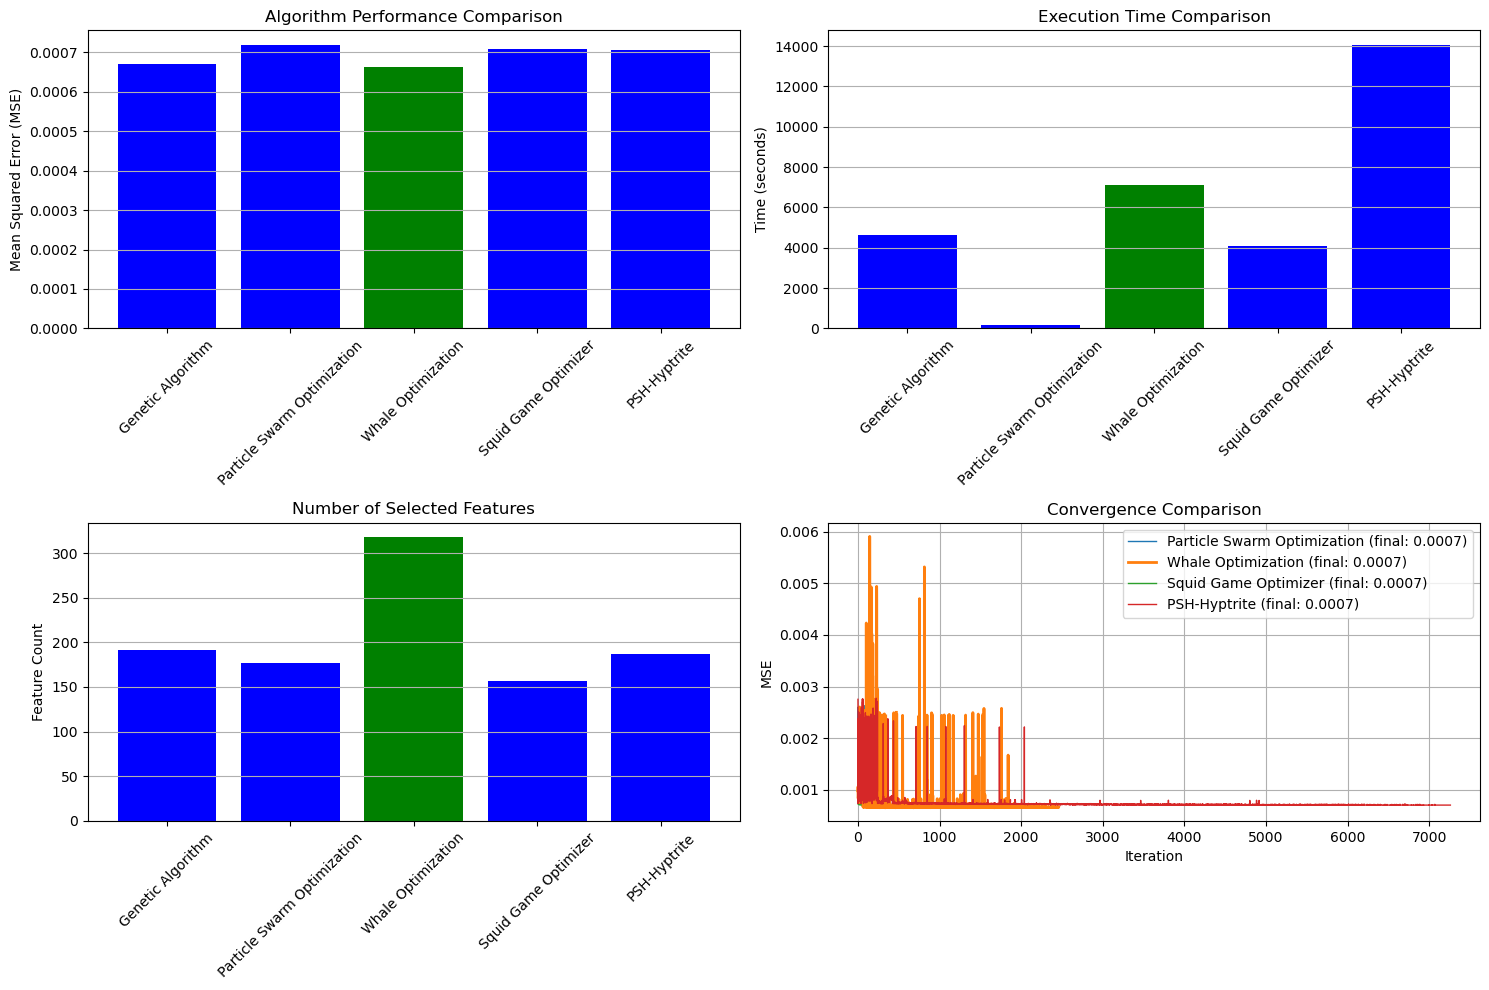 Algorithm Performance Comparison
Mean Squared Error (MSE)
0.0007
0.0006
0.0005
0.0004
0.0003
0.0002
0.0001
0.0000
Genetic Algorithm
Particle Swarm Optimization
Whale Optimization
Squid Game Optimizer
PSH-Hyptrite
Execution Time Comparison
Time (seconds)
14000
12000
10000
8000
6000
4000
2000
0
Genetic Algorithm
Particle Swarm Optimization
Whale Optimization
Squid Game Optimizer
PSH-Hyptrite
Number of Selected Features
Feature Count
300
250
200
150
100
50
0
Genetic Algorithm
Particle Swarm Optimization
Whale Optimization
Squid Game Optimizer
PSH-Hyptrite
Convergence Comparison
MSE
0.006
0.005
0.004
0.003
0.002
0.001
Particle Swarm Optimization (final: 0.0007)
Whale Optimization (final: 0.0007)
Squid Game Optimizer (final: 0.0007)
PSH-Hyptrite (final: 0.0007)
0 1000 2000 3000 4000 5000 6000 7000
Iteration